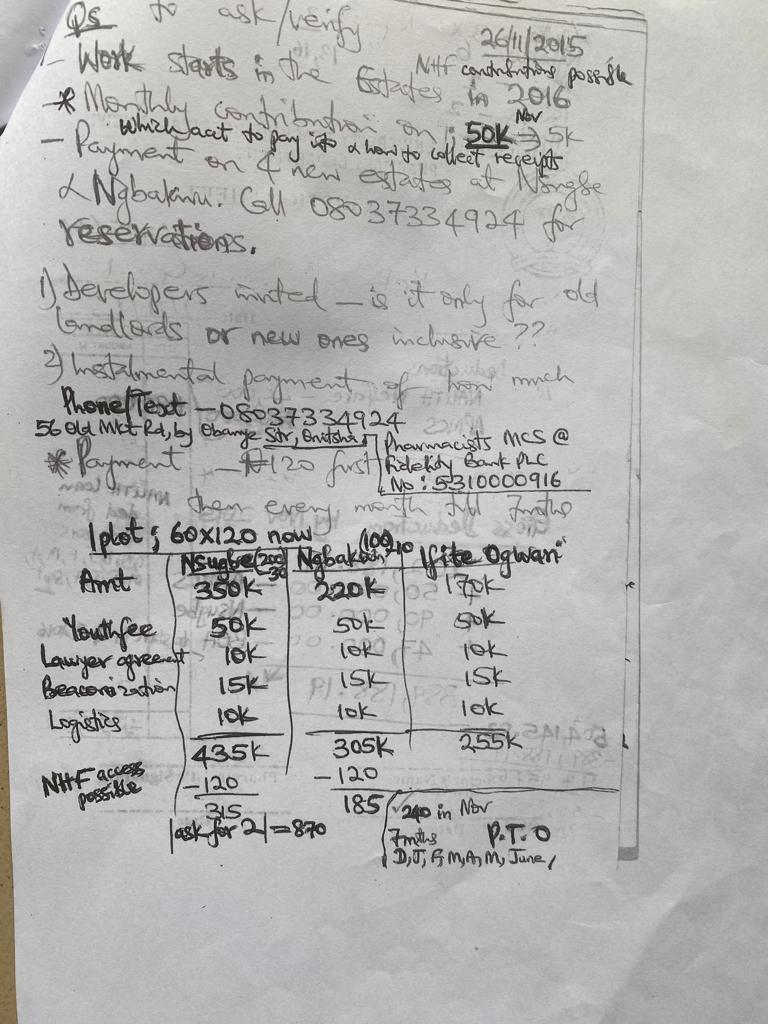 Qs to ask/verify
26/11/2015
- Work starts in the Estates in 2016
NHF contributions possible
* Monthly contribution on : 50K Nov → 5k
which acct to pay into & how to collect receipts
- Payment on 4 new estates at Nsugbe
& Ngbakwu. Call 08037334924 for
reservations.
1) Developers invited - is it only for old
landlords or new ones inclusive ??
2) Instalmental payment of how much
Phone/Text - 08037334924
56 Old Mkt Rd, by Obanye Str, Onitsha
Pharmacists MCS @
Fidelity Bank PLC
No : 5310000916
* Payment - ₦120 first
then every month till 7mths
1 plot ; 60X120 now
Nsugbe (200 30 Ngbakwu (100) 210 Ifite Ogwari
Amt 350K 220K 170K
Youthfee 50K 50K 50K
Lawyer agreement 10K 10K 10K
Beaconization 15K 15K 15K
Logistics 10K 10K 10K
435K 305K 255K
NHF access possible -120 -120
315 185
|ask for 2| = 870
240 in Nov
7mths P.T.O
D, J, F, M, A, M, June,